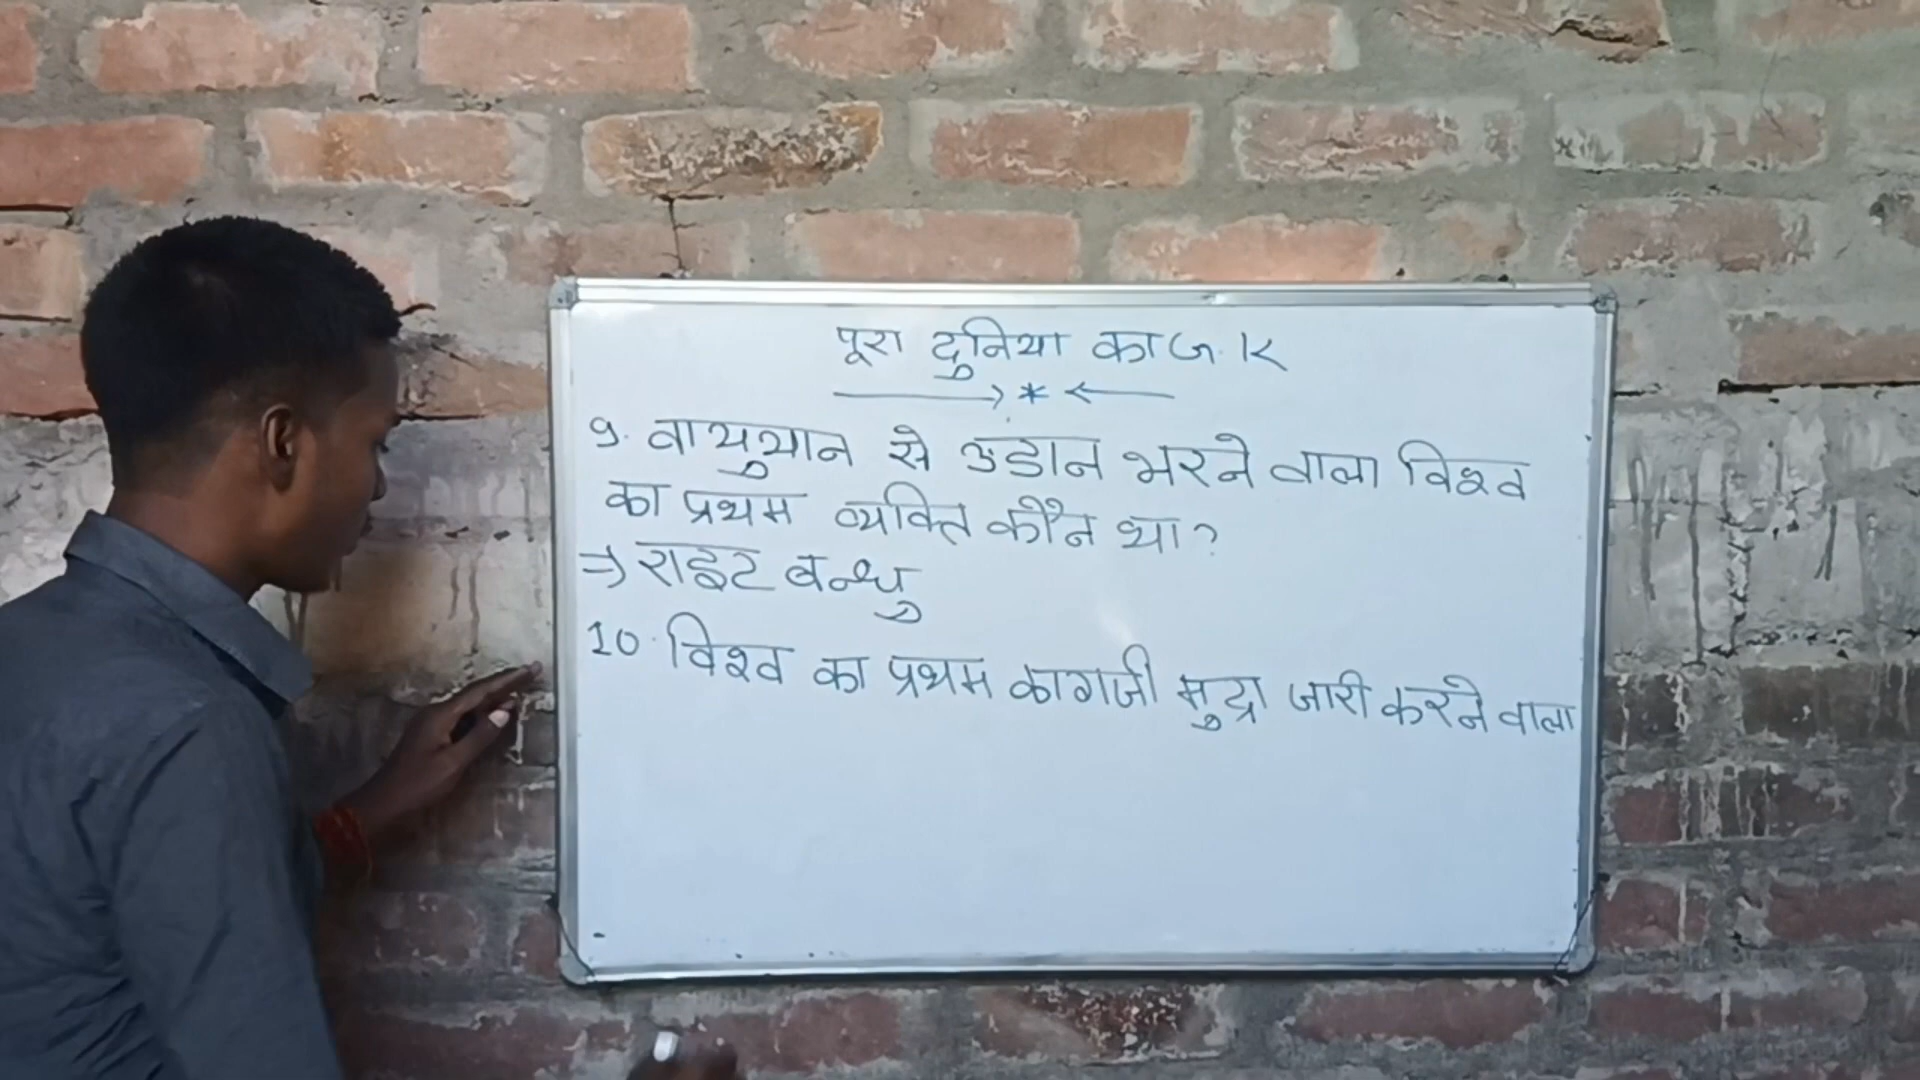 पूरा दुनिया का G.K
9. वायुयान से उडान भरने वाला विश्व
का प्रथम व्यक्ति कौन था?
→ राइट बन्धु
10. विश्व का प्रथम कागजी मुद्रा जारी करने वाला